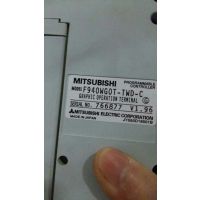 MITSUBISHI PROGRAMMABLE CONTROLLER
MODEL F940WGOT-TWD-C
GRAPHIC OPERATION TERMINAL
SERIAL NO. 766877 V1.96
MITSUBISHI ELECTRIC CORPORATION
MADE IN JAPAN